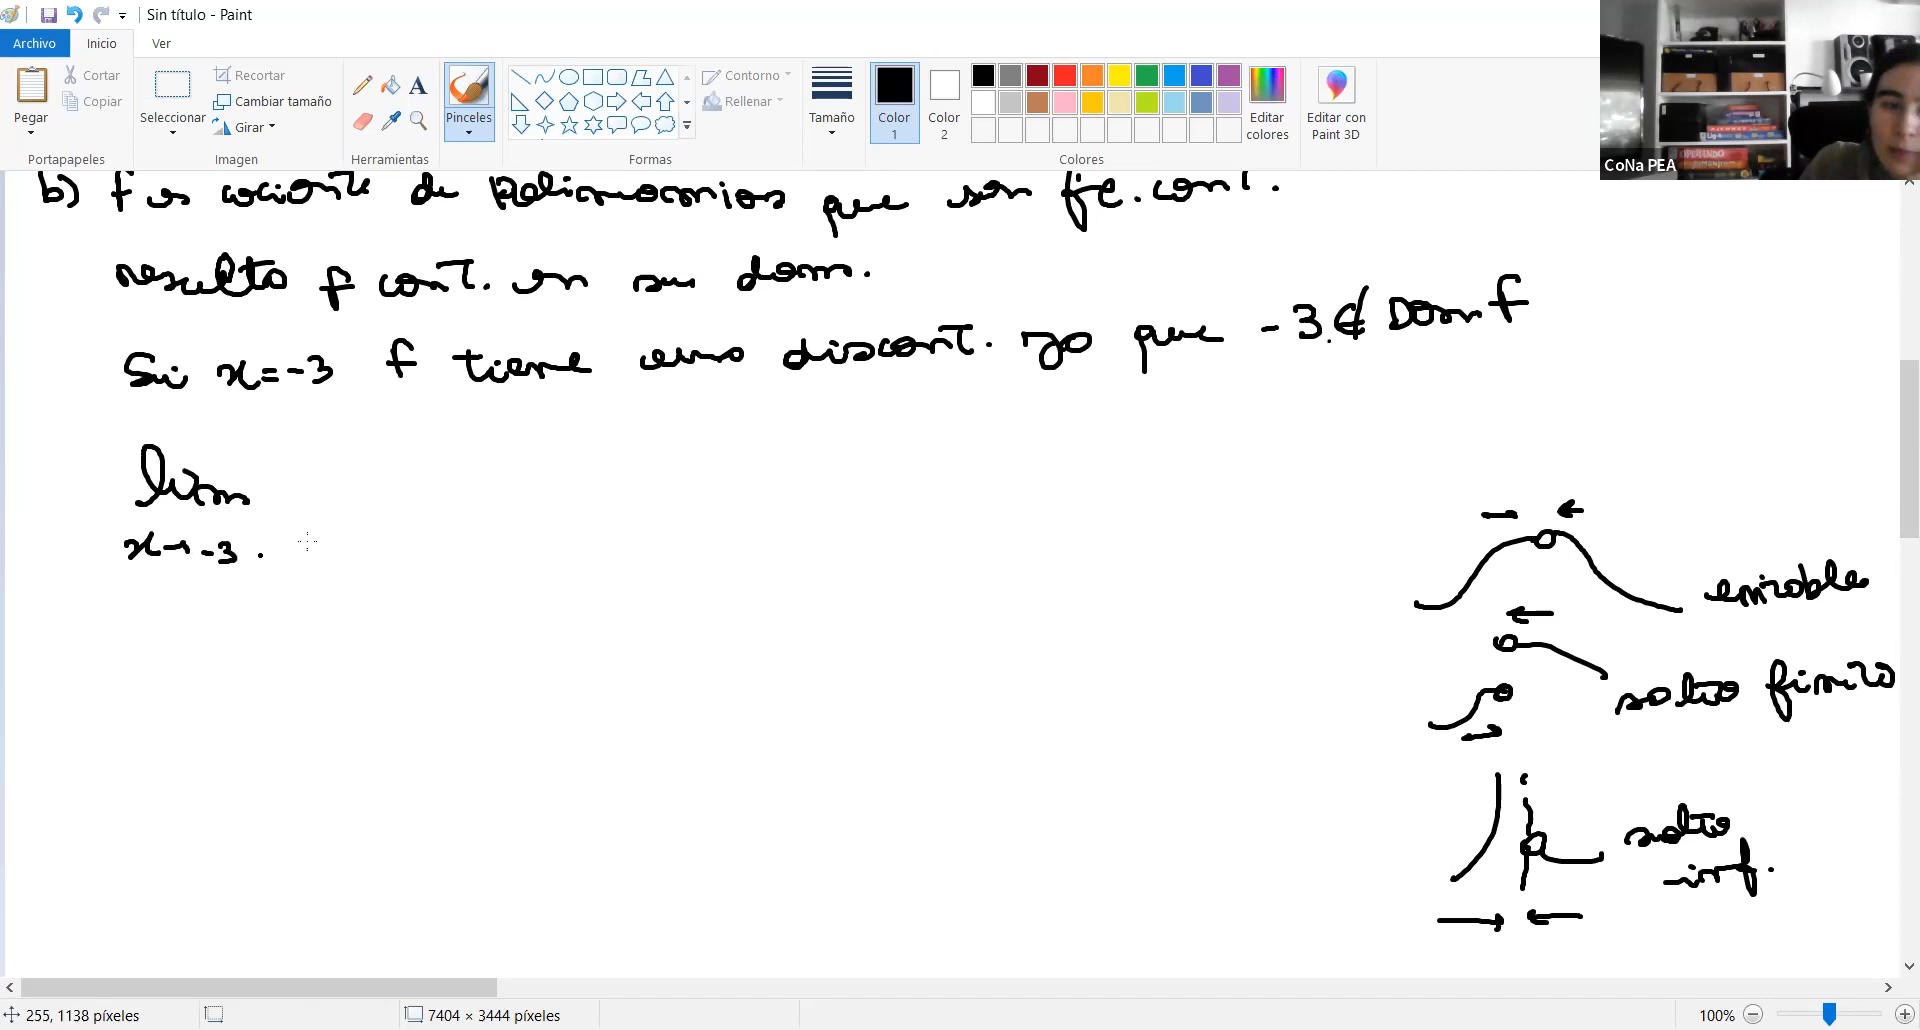 Sin título - Paint
Archivo Inicio Ver
Pegar
Cortar
Copiar
Portapapeles
Seleccionar
Recortar
Cambiar tamaño
Girar
Imagen
A
Herramientas
Pinceles
Contorno
Rellenar
Formas
Tamaño
Color 1
Color 2
Editar colores
Colores
Editar con Paint 3D
CoNa PEA
b) f es cociente de polinomios que son fc. cont.
resulta f cont. en su dom.
Si x=-3 f tiene una discont. ya que -3 ∉ Dom f
lim
x→-3
evitable
salto finito
salto
inf.
255, 1138 píxeles
7404 × 3444 píxeles
100%